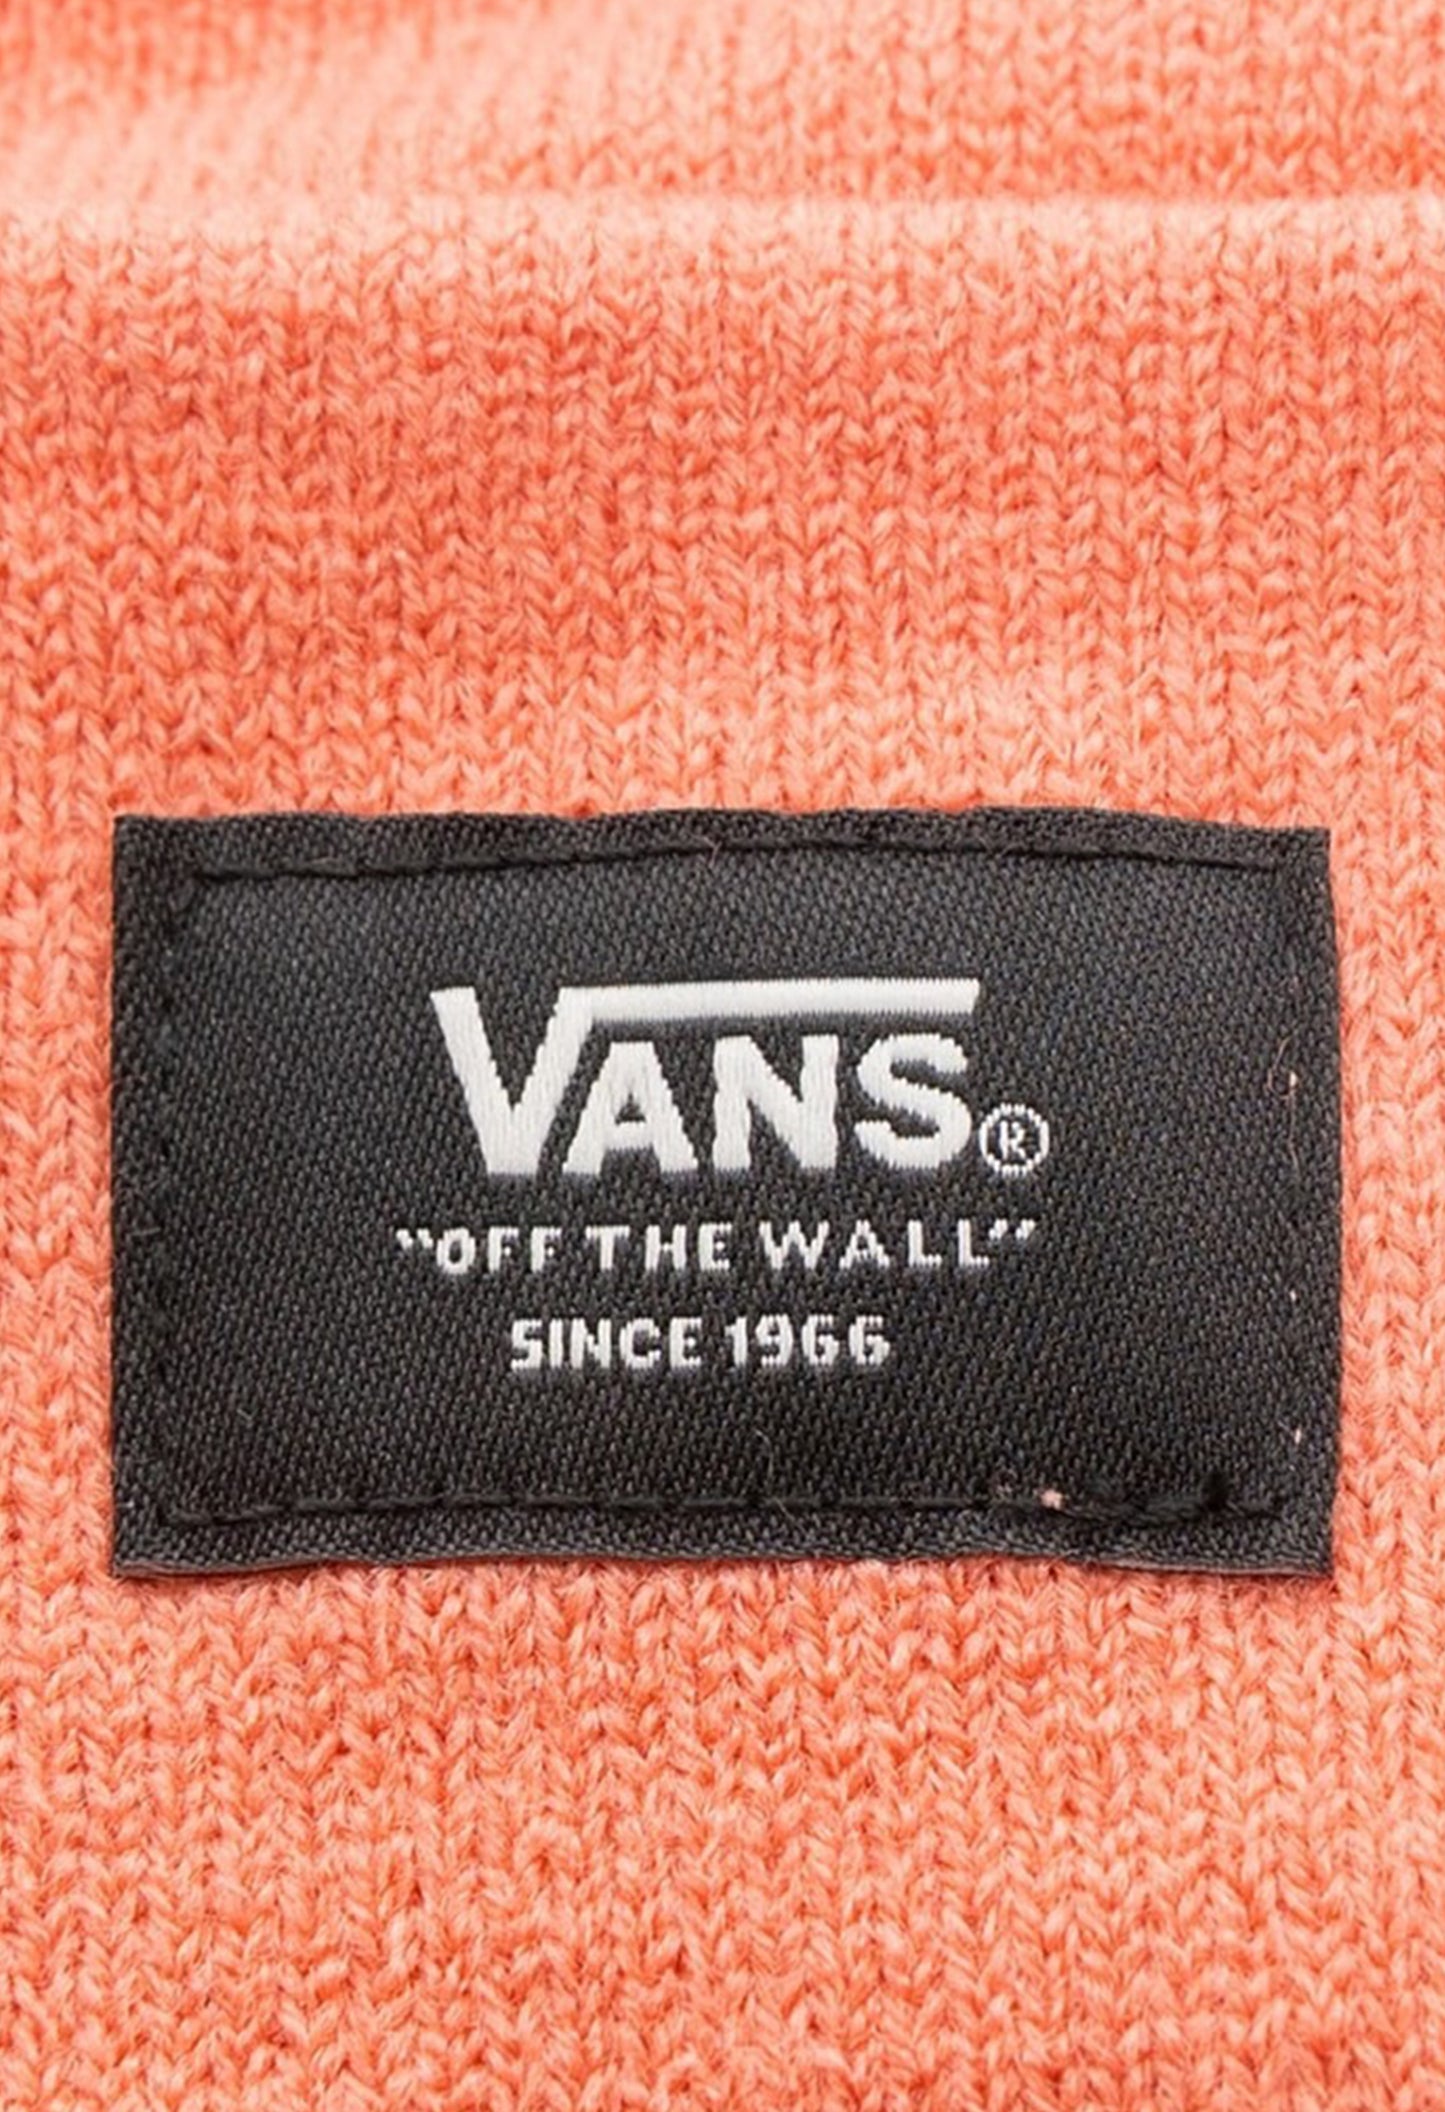 VANS®
"OFF THE WALL"
SINCE 1966